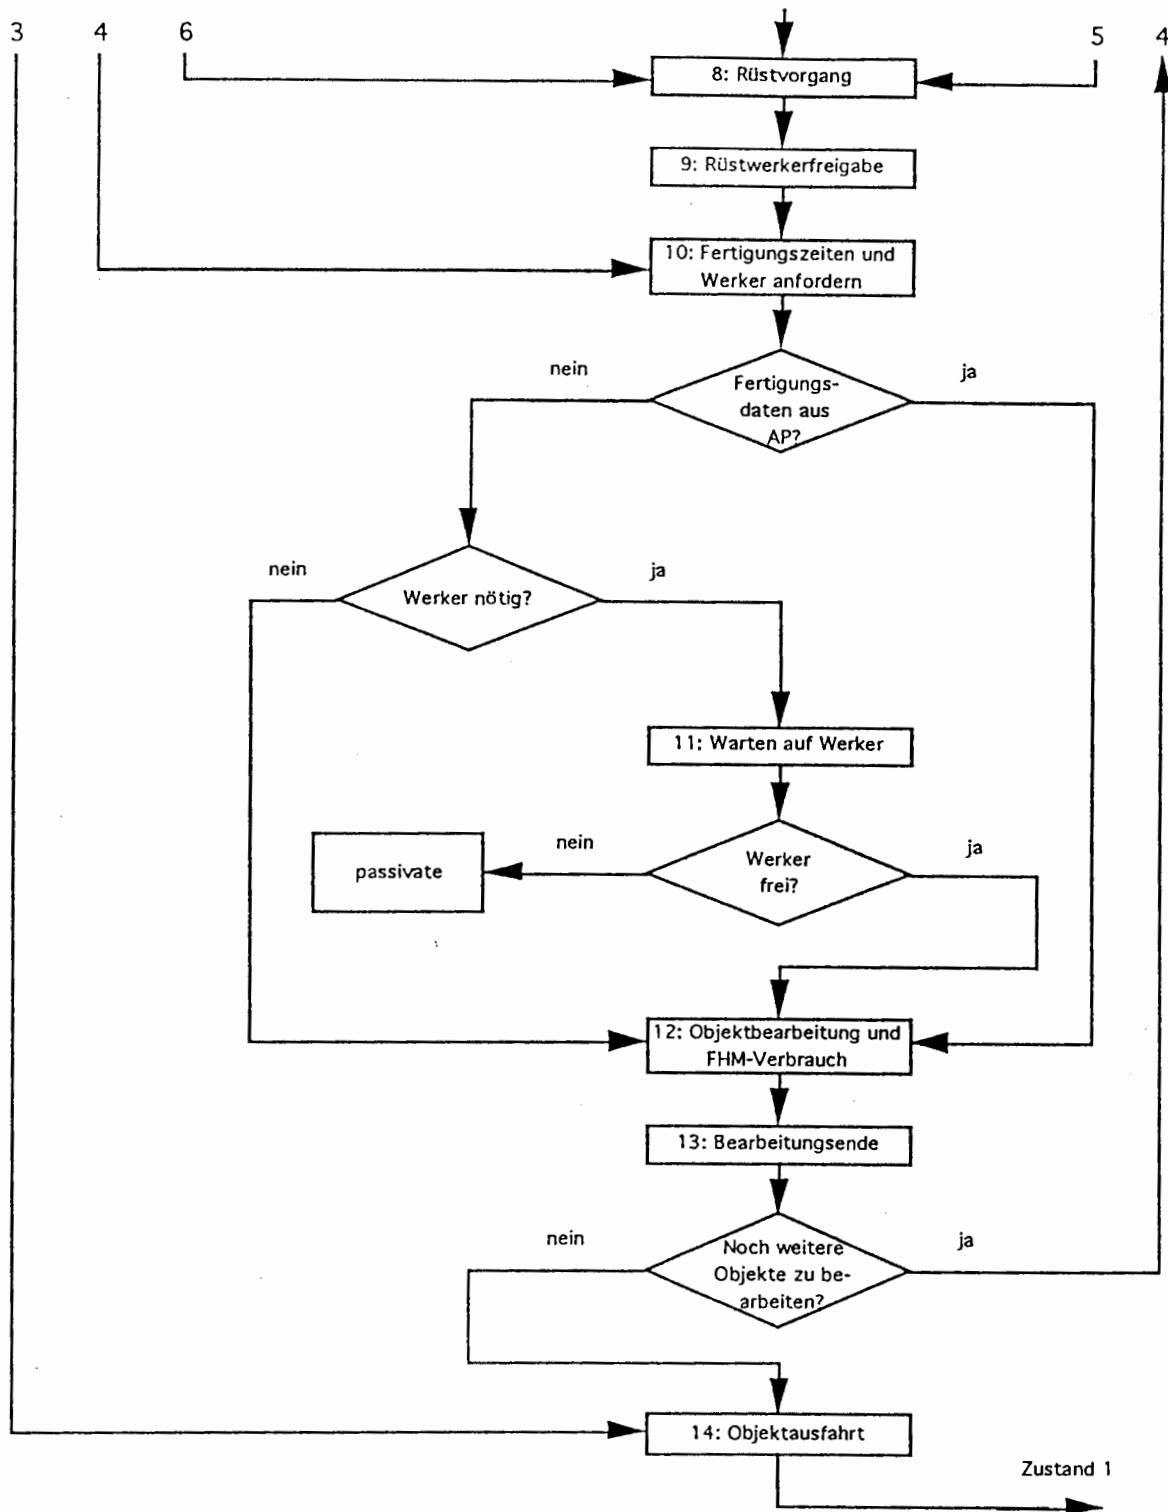 3
4
6
5
4
8: Rüstvorgang
9: Rüstwerkerfreigabe
10: Fertigungszeiten und
Werker anfordern
nein
ja
Fertigungs-
daten aus
AP?
nein
ja
Werker nötig?
11: Warten auf Werker
nein
ja
passivate
Werker
frei?
12: Objektbearbeitung und
FHM-Verbrauch
13: Bearbeitungsende
nein
ja
Noch weitere
Objekte zu be-
arbeiten?
14: Objektausfahrt
Zustand 1